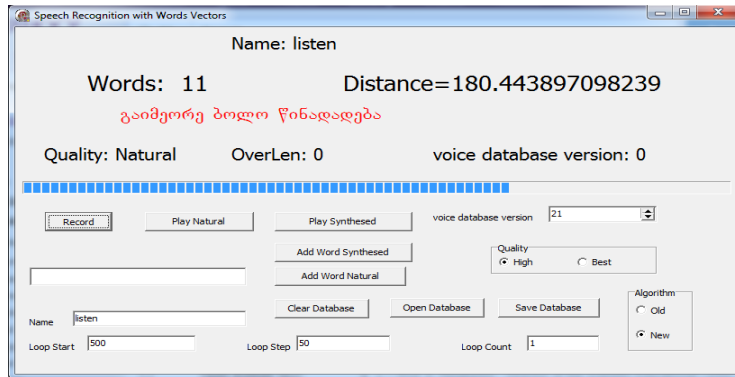 Speech Recognition with Words Vectors
Name: listen
Words: 11 Distance=180.443897098239
გაიმეორე ბოლო წინადადება
Quality: Natural OverLen: 0 voice database version: 0
Record Play Natural Play Synthesed voice database version 21
Add Word Synthesed Quality
High Best
Add Word Natural
Clear Database Open Database Save Database Algorithm
Old
Name listen
New
Loop Start 500 Loop Step 50 Loop Count 1